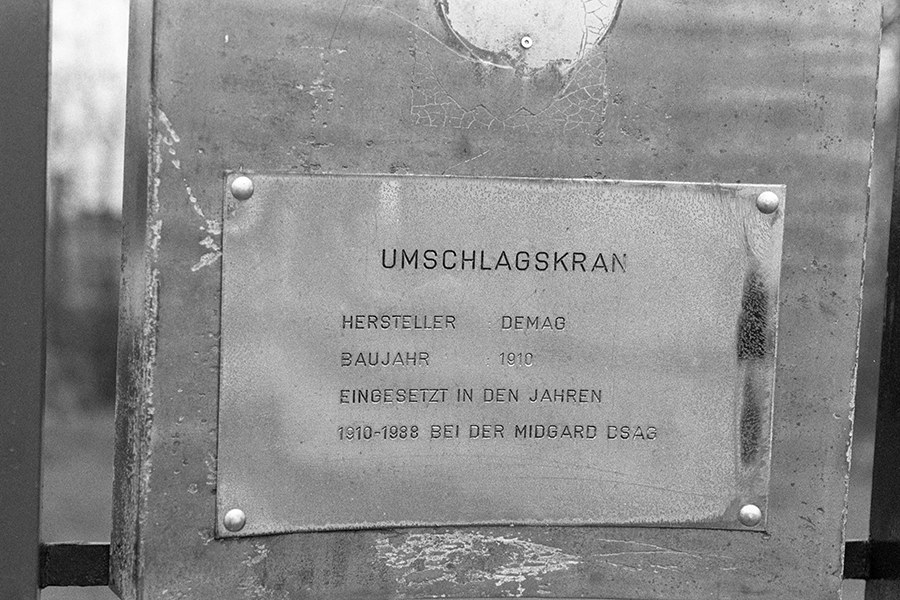 UMSCHLAGSKRAN
HERSTELLER : DEMAG
BAUJAHR : 1910
EINGESETZT IN DEN JAHREN
1910-1988 BEI DER MIDGARD DSAG